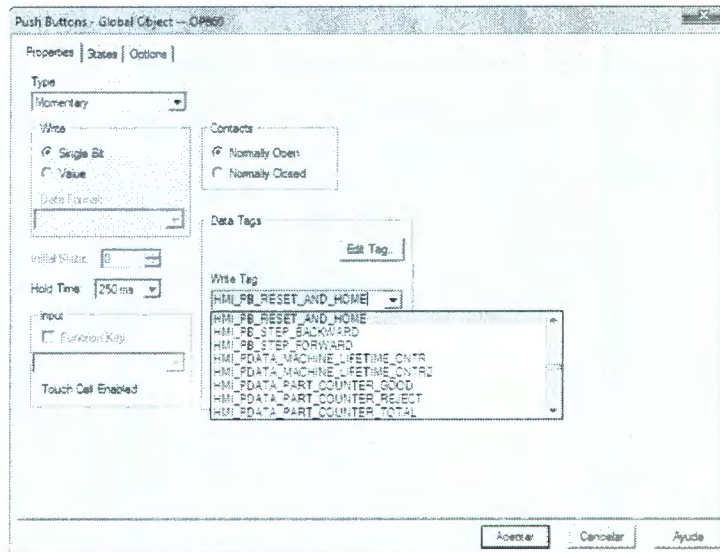 Push Buttons - Global Object -- OP860
Properties States Options
Type
Momentary
Write
Single Bit
Value
Data Format:
Contacts
Normally Open
Normally Closed
Initial State: 0
Hold Time: 250 ms
Input
Function Key
Touch Cell Enabled
Data Tags
Edit Tag...
Write Tag
HMI_PB_RESET_AND_HOME
HMI_PB_RESET_AND_HOME
HMI_PB_STEP_BACKWARD
HMI_PB_STEP_FORWARD
HMI_PDATA_MACHINE_LIFETIME_CNTR
HMI_PDATA_MACHINE_LIFETIME_CNTR2
HMI_PDATA_PART_COUNTER_GOOD
HMI_PDATA_PART_COUNTER_REJECT
HMI_PDATA_PART_COUNTER_TOTAL
Aceptar Cancelar Ayuda